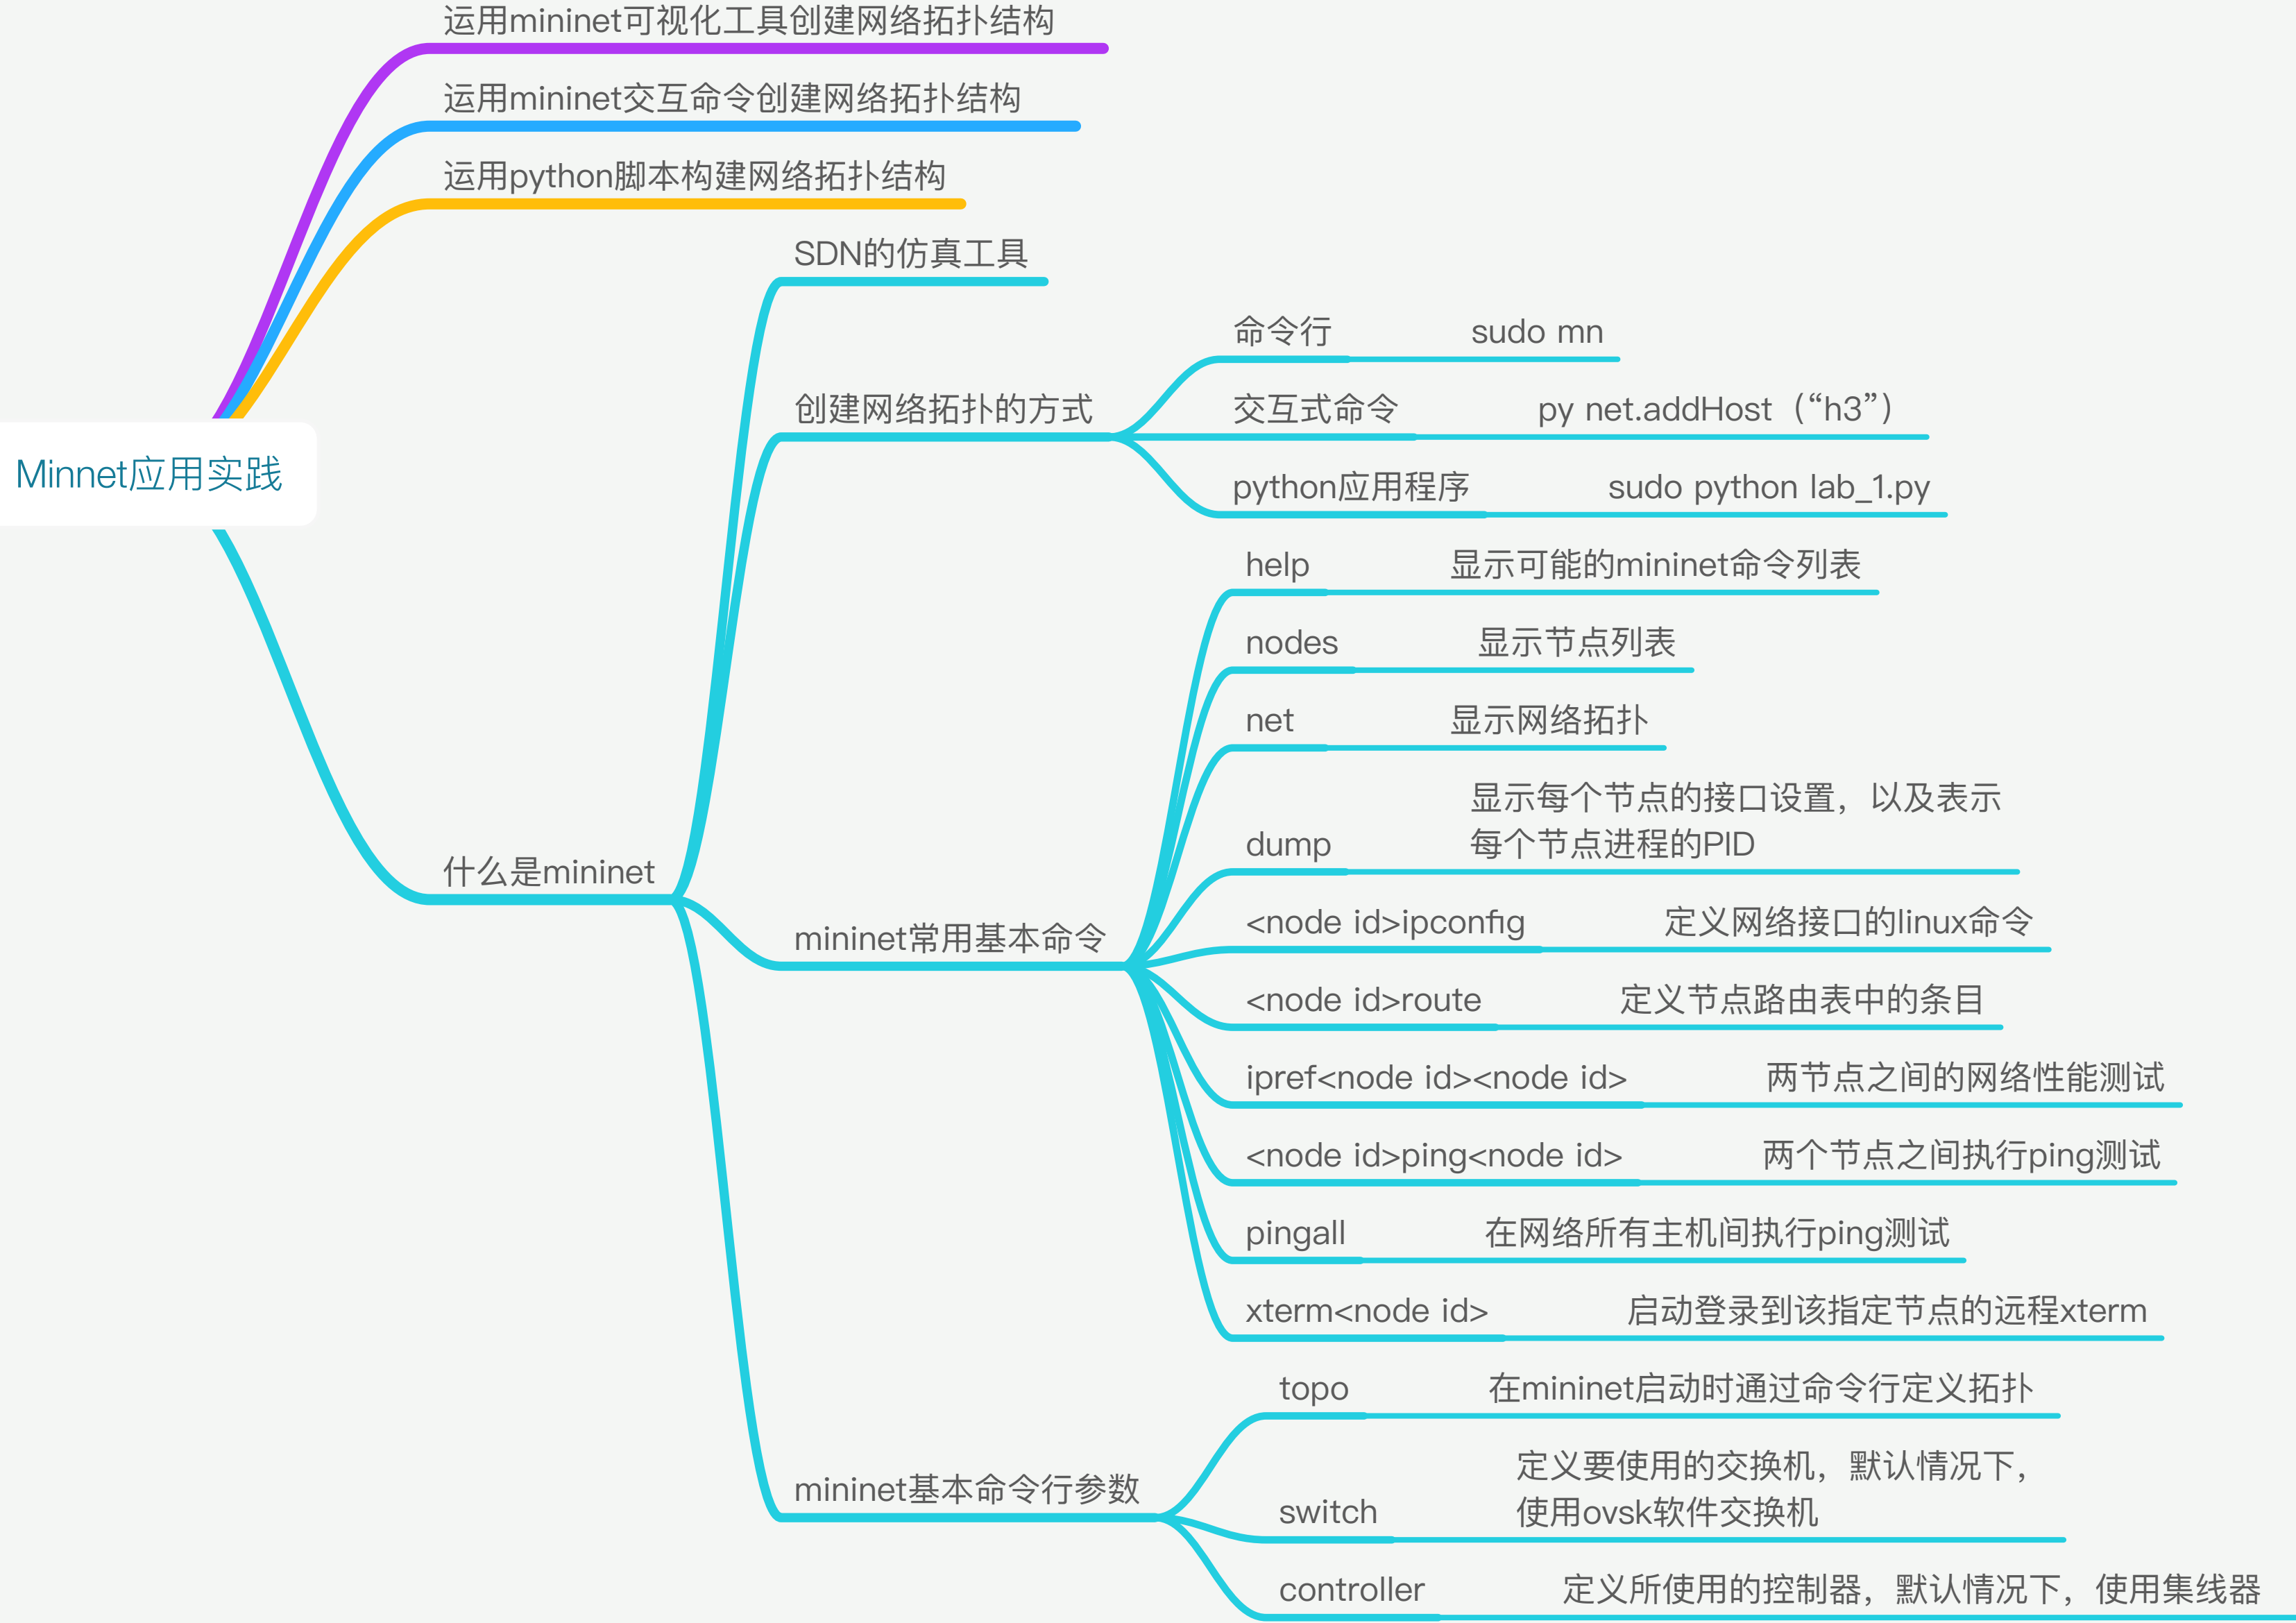 运用mininet可视化工具创建网络拓扑结构
运用mininet交互命令创建网络拓扑结构
运用python脚本构建网络拓扑结构
Minnet应用实践
什么是mininet
SDN的仿真工具
创建网络拓扑的方式
命令行
sudo mn
交互式命令
py net.addHost（“h3”）
python应用程序
sudo python lab_1.py
mininet常用基本命令
help
显示可能的mininet命令列表
nodes
显示节点列表
net
显示网络拓扑
dump
显示每个节点的接口设置，以及表示
每个节点进程的PID
<node id>ipconfig
定义网络接口的linux命令
<node id>route
定义节点路由表中的条目
ipref<node id><node id>
两节点之间的网络性能测试
<node id>ping<node id>
两个节点之间执行ping测试
pingall
在网络所有主机间执行ping测试
xterm<node id>
启动登录到该指定节点的远程xterm
mininet基本命令行参数
topo
在mininet启动时通过命令行定义拓扑
switch
定义要使用的交换机，默认情况下，
使用ovsk软件交换机
controller
定义所使用的控制器，默认情况下，使用集线器